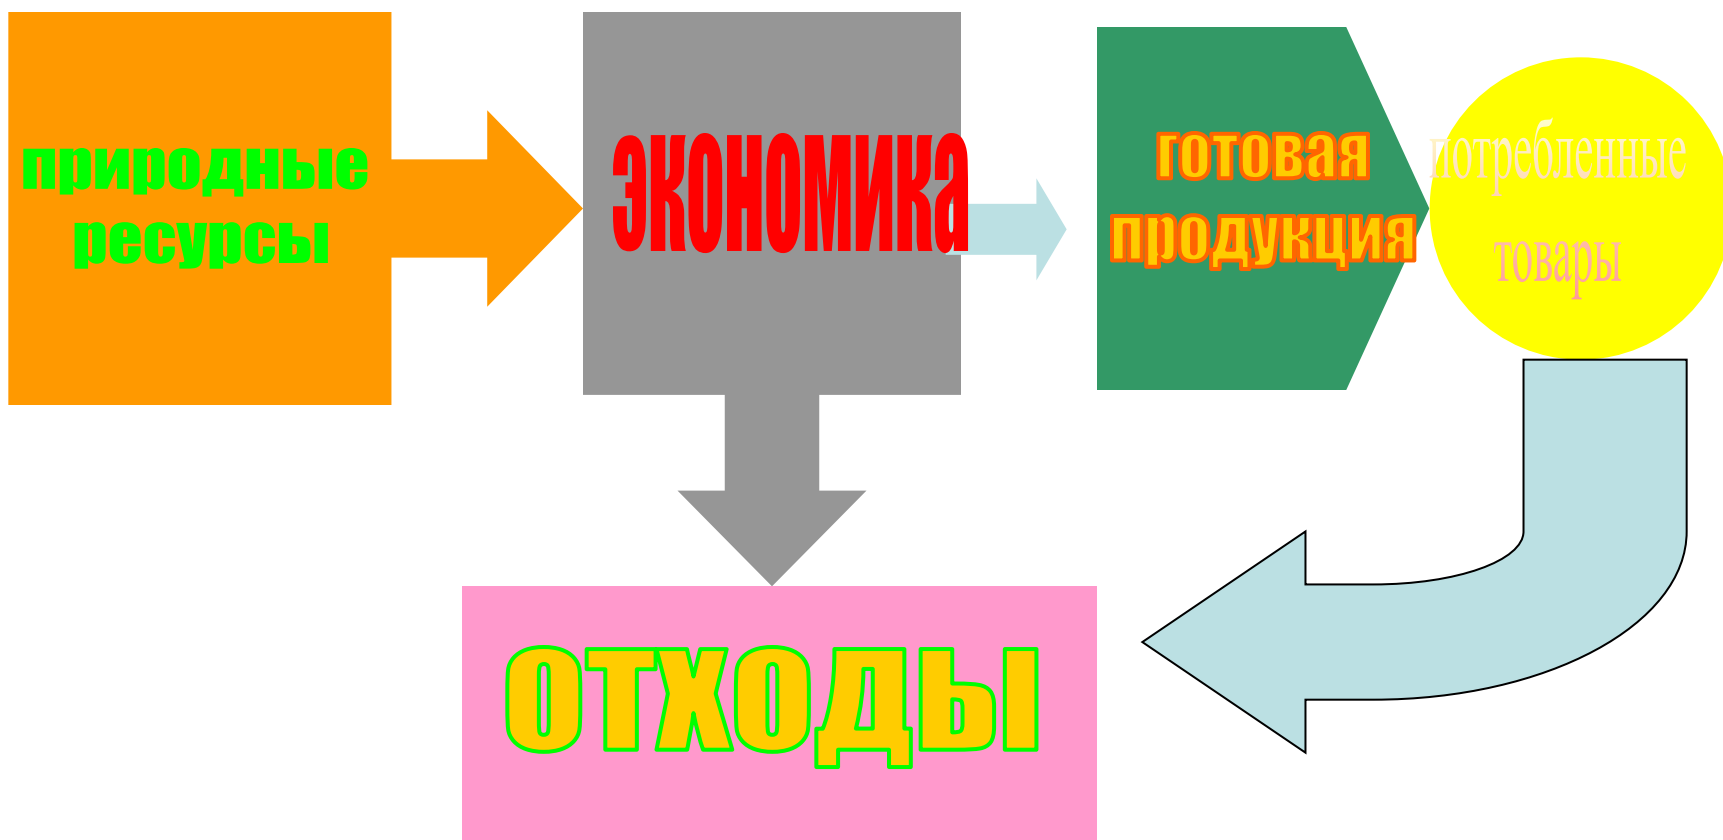 природные
ресурсы
экономика
готовая
продукция
потребленные
товары
отходы